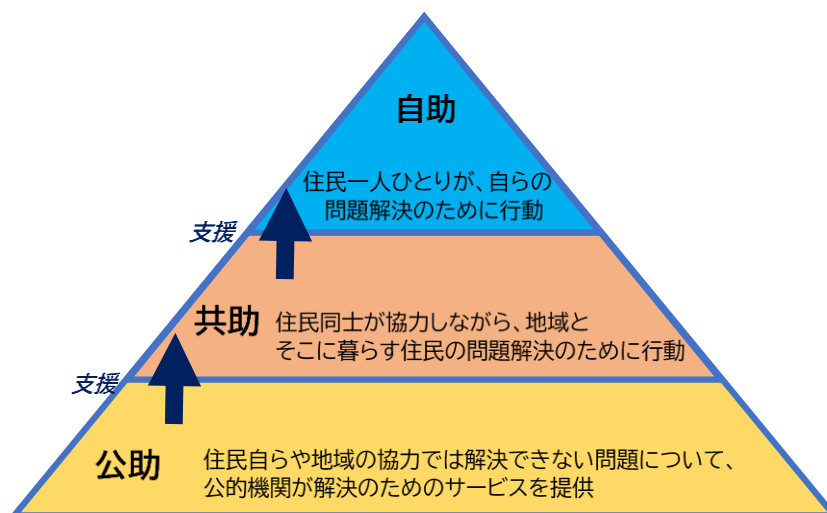 自助
住民一人ひとりが、自らの
問題解決のために行動
支援
共助
住民同士が協力しながら、地域と
そこに暮らす住民の問題解決のために行動
支援
公助
住民自らや地域の協力では解決できない問題について、
公的機関が解決のためのサービスを提供